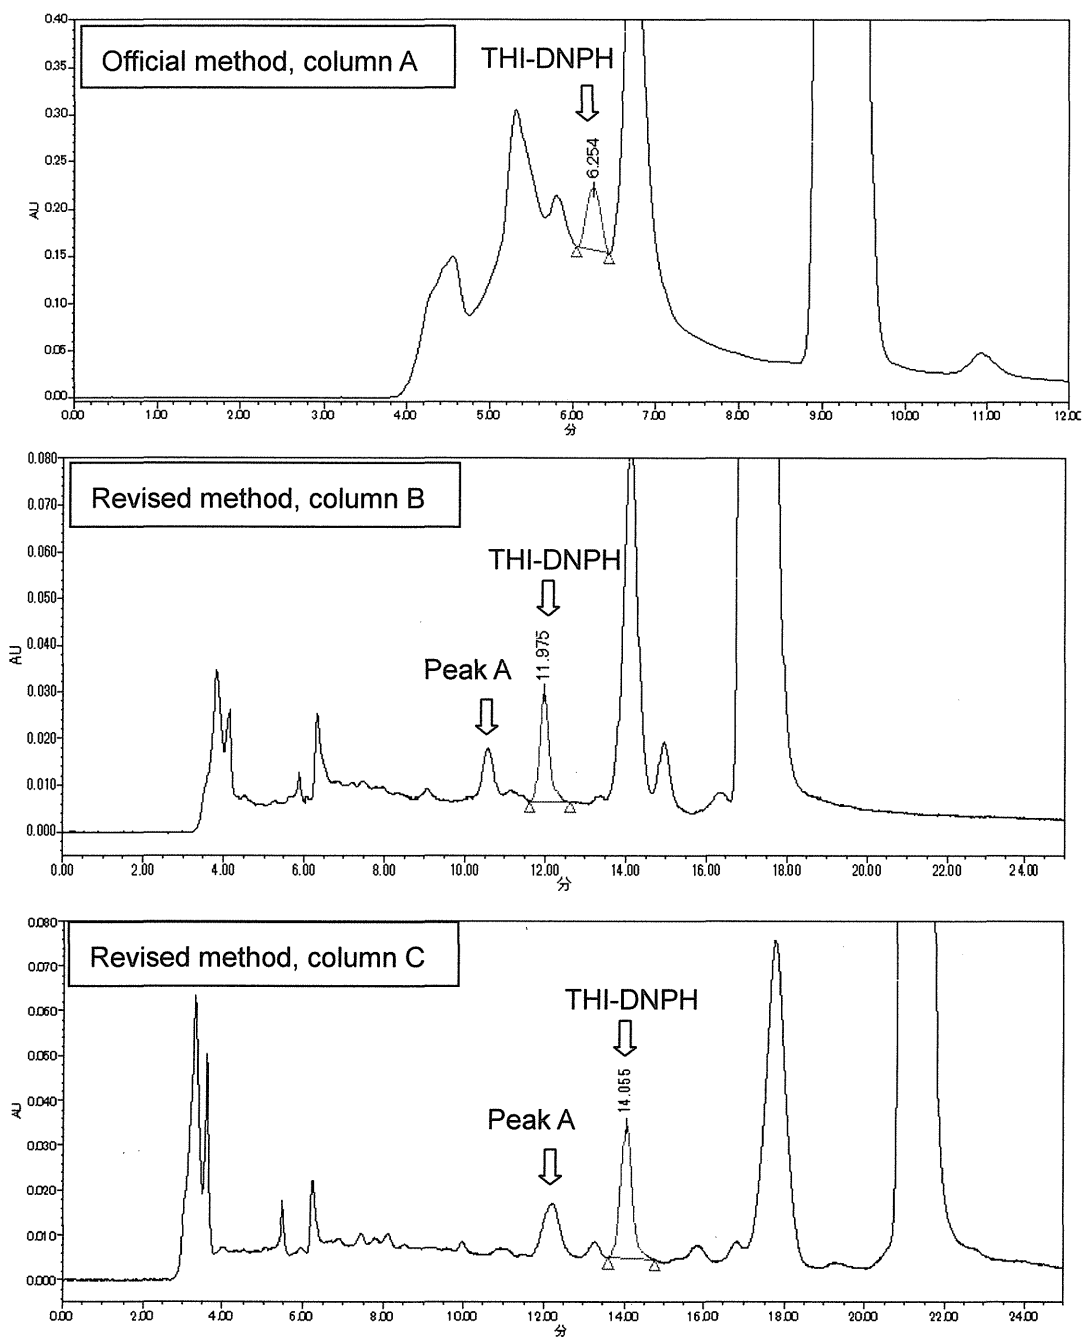 Official method, column A
THI-DNPH
6.254
AU
0.40
0.35
0.30
0.25
0.20
0.15
0.10
0.05
0.00
0.00 1.00 2.00 3.00 4.00 5.00 6.00 7.00 8.00 9.00 10.00 11.00 12.00
分
Revised method, column B
THI-DNPH
11.975
Peak A
AU
0.080
0.070
0.060
0.050
0.040
0.030
0.020
0.010
0.000
0.00 2.00 4.00 6.00 8.00 10.00 12.00 14.00 16.00 18.00 20.00 22.00 24.00
分
Revised method, column C
THI-DNPH
14.055
Peak A
AU
0.080
0.070
0.060
0.050
0.040
0.030
0.020
0.010
0.000
0.00 2.00 4.00 6.00 8.00 10.00 12.00 14.00 16.00 18.00 20.00 22.00 24.00
分